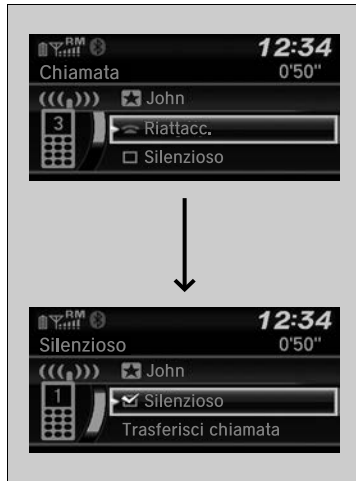 RM 12:34
Chiamata 0'50"
John
3 Riattacc.
Silenzioso
RM 12:34
Silenzioso 0'50"
John
1 Silenzioso
Trasferisci chiamata